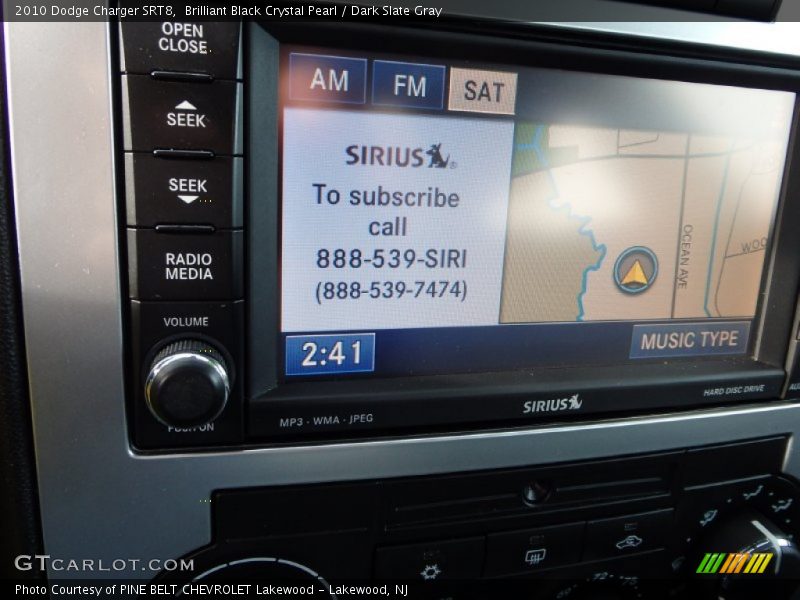 2010 Dodge Charger SRT8,  Brilliant Black Crystal Pearl / Dark Slate Gray
OPEN
CLOSE
SEEK
SEEK
RADIO
MEDIA
VOLUME
PUSH ON
AM
FM
SAT
SIRIUS
To subscribe
call
888-539-SIRI
(888-539-7474)
OCEAN AVE
WOO
2:41
MUSIC TYPE
MP3 - WMA - JPEG
SIRIUS
HARD DISC DRIVE
72
75
GTCARLOT.COM
Photo Courtesy of PINE BELT CHEVROLET Lakewood - Lakewood, NJ